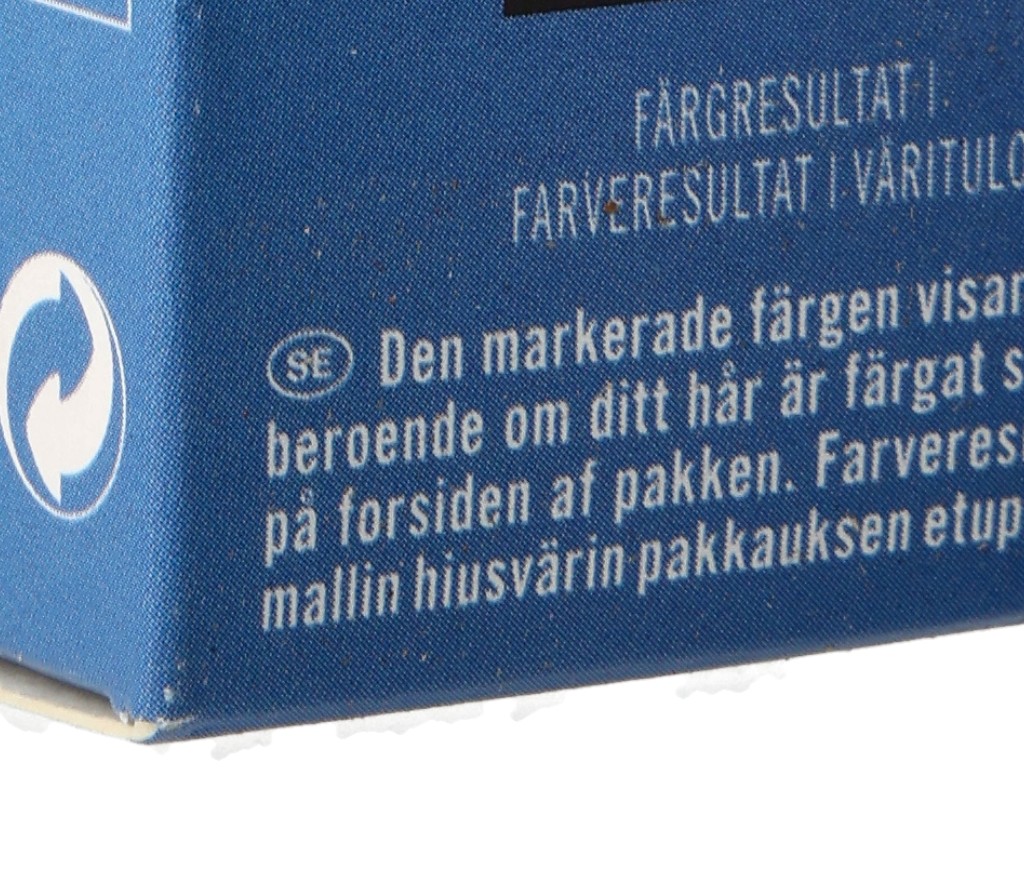 FÄRGRESULTAT I
FARVERESULTAT I VÄRITULO
SE Den markerade färgen visar
beroende om ditt hår är färgat s
på forsiden af pakken. Farveres
mallin hiusvärin pakkauksen etup